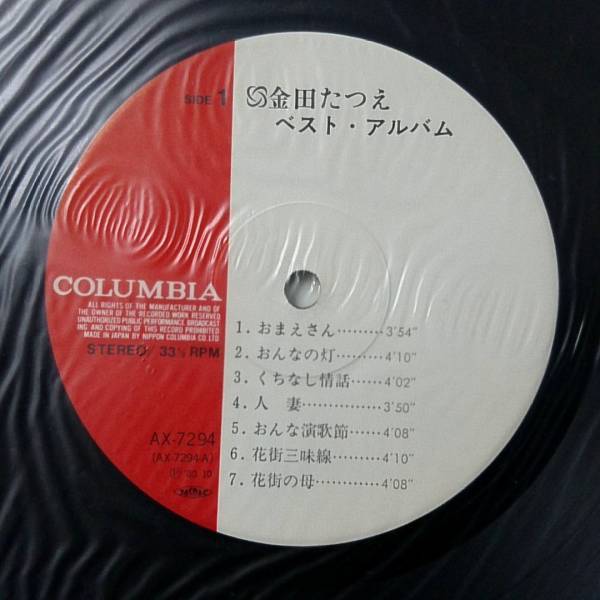 SIDE 1
金田たつえ
ベスト・アルバム
COLUMBIA
ALL RIGHTS OF THE MANUFACTURER AND OF
THE OWNER OF THE RECORDED WORK RESERVED
UNAUTHORIZED PUBLIC PERFORMANCE BROADCAST
ING AND COPYING OF THIS RECORD PROHIBITED
MADE IN JAPAN BY NIPPON COLUMBIA CO. LTD
STEREO/33⅓ RPM
1. おまえさん………3'54"
2. おんなの灯………4'10"
3. くちなし情話……4'02"
4. 人 妻……………3'50"
5. おんな演歌節……4'08"
6. 花街三味線………4'10"
7. 花街の母…………4'08"
AX-7294
(AX-7294-A)